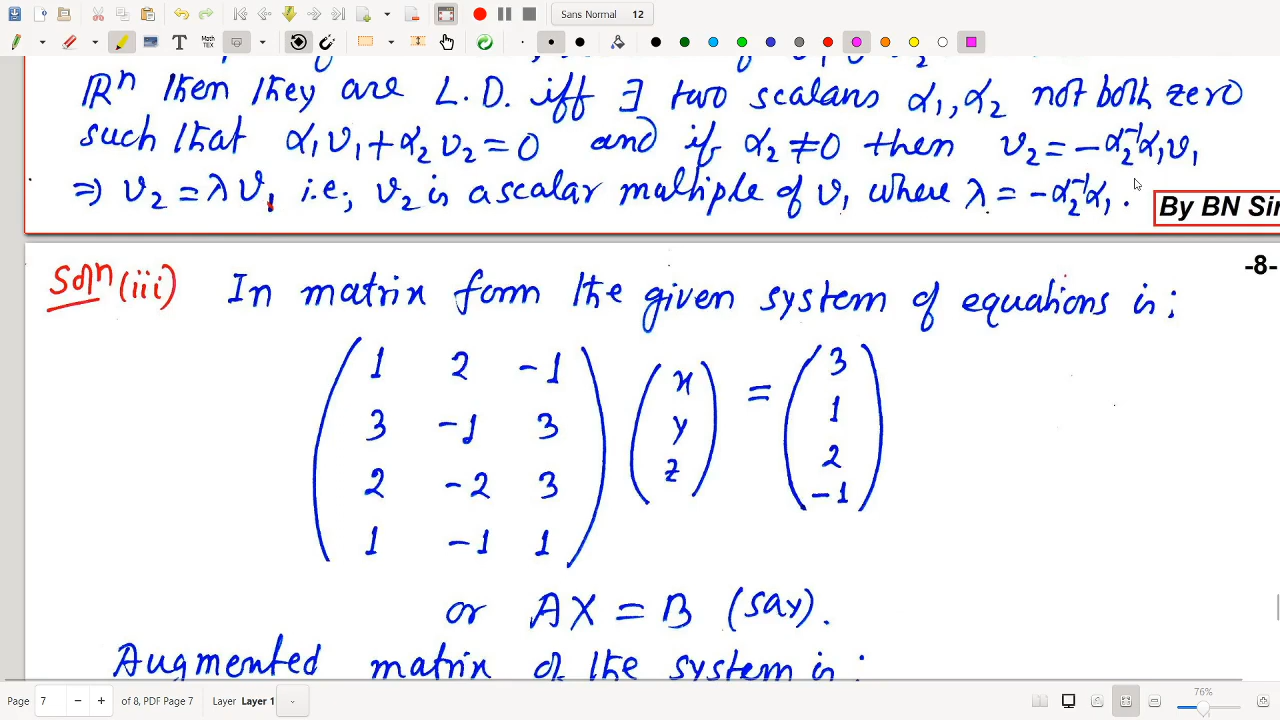 Sans Normal 12
MATH TEX
ℝⁿ then they are L.D. iff ∃ two scalars α₁, α₂ not both zero
such that α₁v₁ + α₂v₂ = 0 and if α₂ ≠ 0 then v₂ = -α₂⁻¹α₁v₁
⇒ v₂ = λv₁ i.e; v₂ is a scalar multiple of v₁ where λ = -α₂⁻¹α₁.
By BN Sin
-8-
Solⁿ (iii) In matrix form the given system of equations is;
1 2 -1 x 3
3 -1 3 y = 1
2 -2 3 z 2
1 -1 1 -1
or AX = B (say).
Augmented matrix of the system is:
Page 7 of 8, PDF Page 7 Layer Layer 1 76%